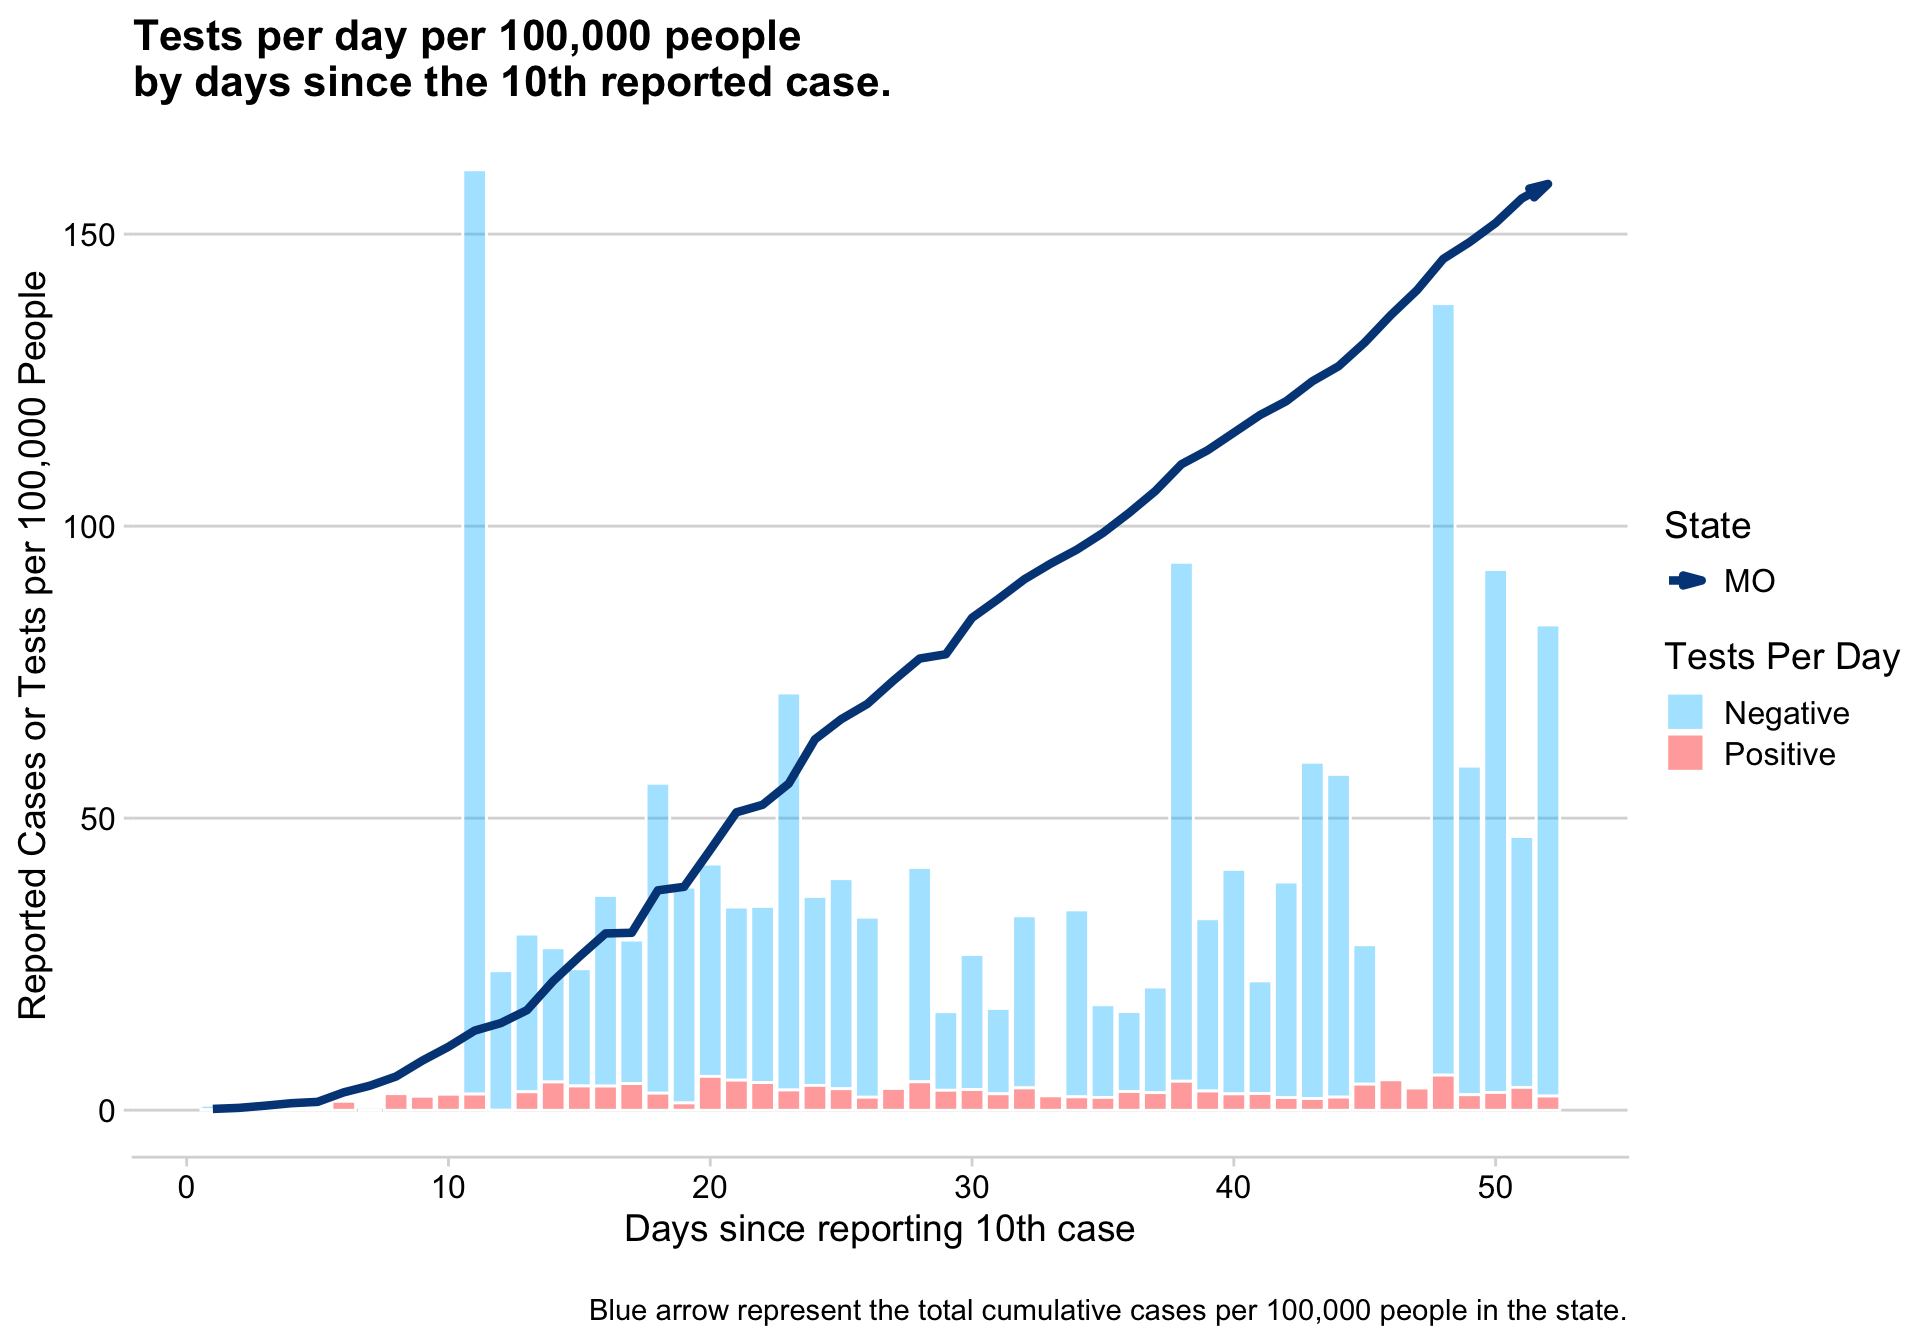 Tests per day per 100,000 people
by days since the 10th reported case.
Reported Cases or Tests per 100,000 People
150
100
50
0
0
10
20
30
40
50
Days since reporting 10th case
State
MO
Tests Per Day
Negative
Positive
Blue arrow represent the total cumulative cases per 100,000 people in the state.